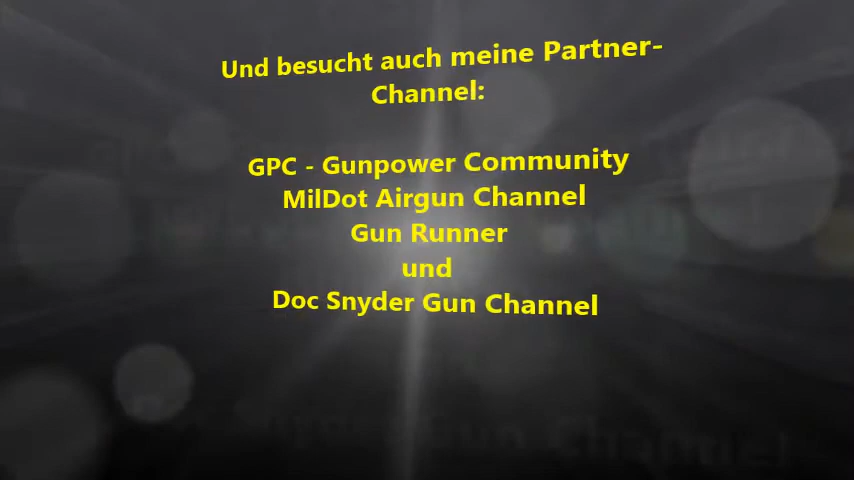 Und besucht auch meine Partner-
Channel:
GPC - Gunpower Community
MilDot Airgun Channel
Gun Runner
und
Doc Snyder Gun Channel